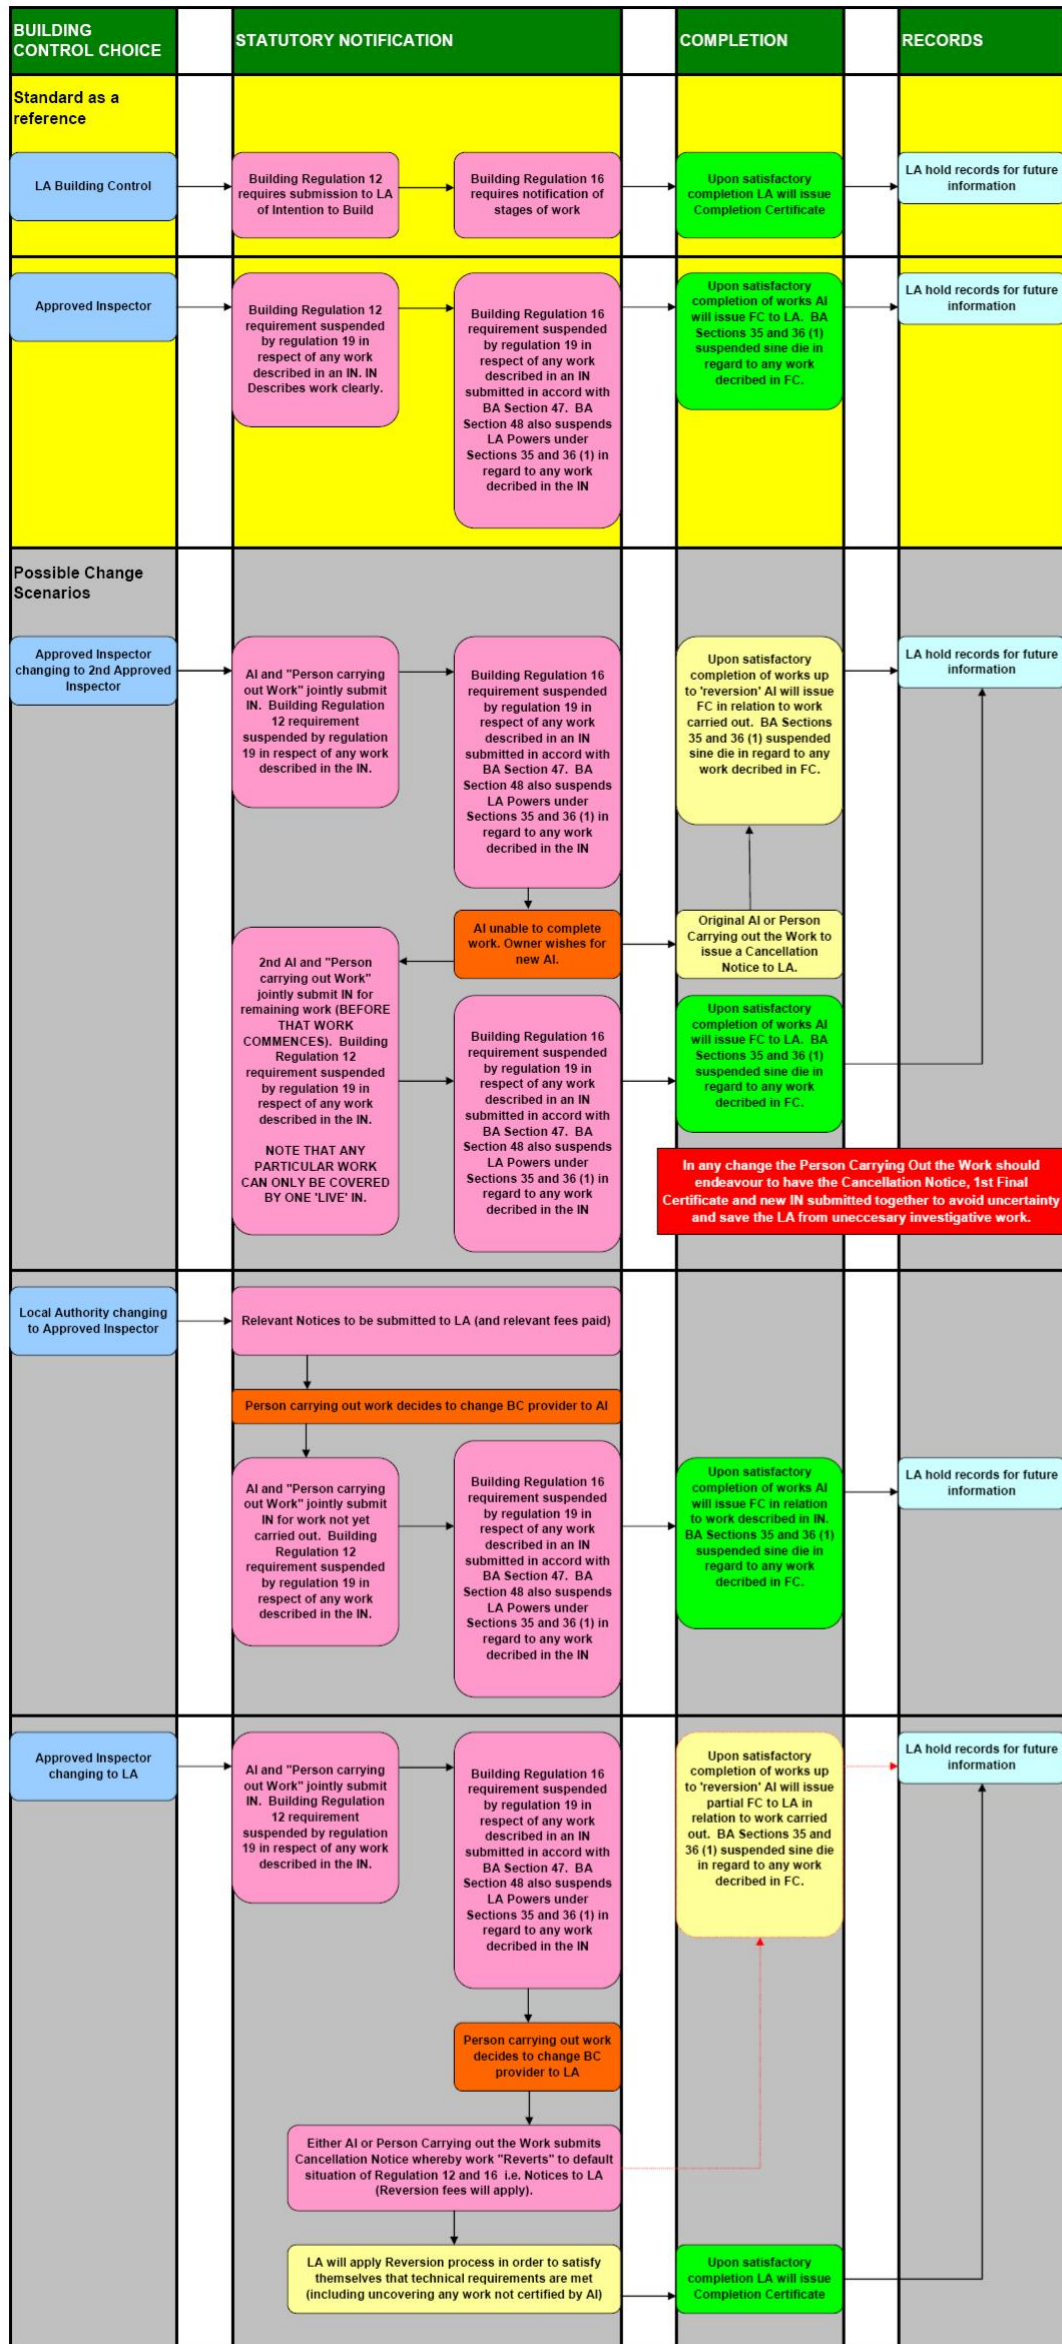 BUILDING
CONTROL CHOICE
STATUTORY NOTIFICATION
COMPLETION
RECORDS
Standard as a
reference
LA Building Control
Building Regulation 12
requires submission to LA
of Intention to Build
Building Regulation 16
requires notification of
stages of work
Upon satisfactory
completion LA will issue
Completion Certificate
LA hold records for future
information
Approved Inspector
Building Regulation 12
requirement suspended
by regulation 19 in
respect of any work
described in an IN. IN
Describes work clearly.
Building Regulation 16
requirement suspended
by regulation 19 in
respect of any work
described in an IN
submitted in accord with
BA Section 47. BA
Section 48 also suspends
LA Powers under
Sections 35 and 36 (1) in
regard to any work
decribed in the IN
Upon satisfactory
completion of works AI
will issue FC to LA. BA
Sections 35 and 36 (1)
suspended sine die in
regard to any work
decribed in FC.
LA hold records for future
information
Possible Change
Scenarios
Approved Inspector
changing to 2nd Approved
Inspector
AI and "Person carrying
out Work" jointly submit
IN. Building Regulation
12 requirement
suspended by regulation
19 in respect of any work
described in the IN.
Building Regulation 16
requirement suspended
by regulation 19 in
respect of any work
described in an IN
submitted in accord with
BA Section 47. BA
Section 48 also suspends
LA Powers under
Sections 35 and 36 (1) in
regard to any work
decribed in the IN
Upon satisfactory
completion of works up
to 'reversion' AI will issue
FC in relation to work
carried out. BA Sections
35 and 36 (1) suspended
sine die in regard to any
work decribed in FC.
LA hold records for future
information
AI unable to complete
work. Owner wishes for
new AI.
Original AI or Person
Carrying out the Work to
issue a Cancellation
Notice to LA.
2nd AI and "Person
carrying out Work"
jointly submit IN for
remaining work (BEFORE
THAT WORK
COMMENCES). Building
Regulation 12
requirement suspended
by regulation 19 in
respect of any work
described in the IN.
NOTE THAT ANY
PARTICULAR WORK
CAN ONLY BE COVERED
BY ONE 'LIVE' IN.
Building Regulation 16
requirement suspended
by regulation 19 in
respect of any work
described in an IN
submitted in accord with
BA Section 47. BA
Section 48 also suspends
LA Powers under
Sections 35 and 36 (1) in
regard to any work
decribed in the IN
Upon satisfactory
completion of works AI
will issue FC to LA. BA
Sections 35 and 36 (1)
suspended sine die in
regard to any work
decribed in FC.
In any change the Person Carrying Out the Work should
endeavour to have the Cancellation Notice, 1st Final
Certificate and new IN submitted together to avoid uncertainty
and save the LA from uneccesary investigative work.
Local Authority changing
to Approved Inspector
Relevant Notices to be submitted to LA (and relevant fees paid)
Person carrying out work decides to change BC provider to AI
AI and "Person carrying
out Work" jointly submit
IN for work not yet
carried out. Building
Regulation 12
requirement suspended
by regulation 19 in
respect of any work
described in the IN.
Building Regulation 16
requirement suspended
by regulation 19 in
respect of any work
described in an IN
submitted in accord with
BA Section 47. BA
Section 48 also suspends
LA Powers under
Sections 35 and 36 (1) in
regard to any work
decribed in the IN
Upon satisfactory
completion of works AI
will issue FC in relation
to work described in IN.
BA Sections 35 and 36 (1)
suspended sine die in
regard to any work
decribed in FC.
LA hold records for future
information
Approved Inspector
changing to LA
AI and "Person carrying
out Work" jointly submit
IN. Building Regulation
12 requirement
suspended by regulation
19 in respect of any work
described in the IN.
Building Regulation 16
requirement suspended
by regulation 19 in
respect of any work
described in an IN
submitted in accord with
BA Section 47. BA
Section 48 also suspends
LA Powers under
Sections 35 and 36 (1) in
regard to any work
decribed in the IN
Upon satisfactory
completion of works up
to 'reversion' AI will issue
partial FC to LA in
relation to work carried
out. BA Sections 35 and
36 (1) suspended sine die
in regard to any work
decribed in FC.
LA hold records for future
information
Person carrying out work
decides to change BC
provider to LA
Either AI or Person Carrying out the Work submits
Cancellation Notice whereby work "Reverts" to default
situation of Regulation 12 and 16 i.e. Notices to LA
(Reversion fees will apply).
LA will apply Reversion process in order to satisfy
themselves that technical requirements are met
(including uncovering any work not certified by AI)
Upon satisfactory
completion LA will issue
Completion Certificate